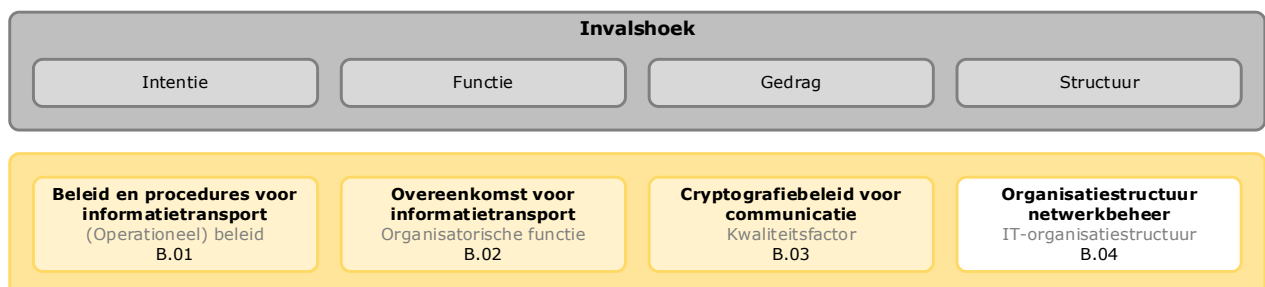 Invalshoek
Intentie
Functie
Gedrag
Structuur
Beleid en procedures voor
informatietransport
(Operationeel) beleid
B.01
Overeenkomst voor
informatietransport
Organisatorische functie
B.02
Cryptografiebeleid voor
communicatie
Kwaliteitsfactor
B.03
Organisatiestructuur
netwerkbeheer
IT-organisatiestructuur
B.04